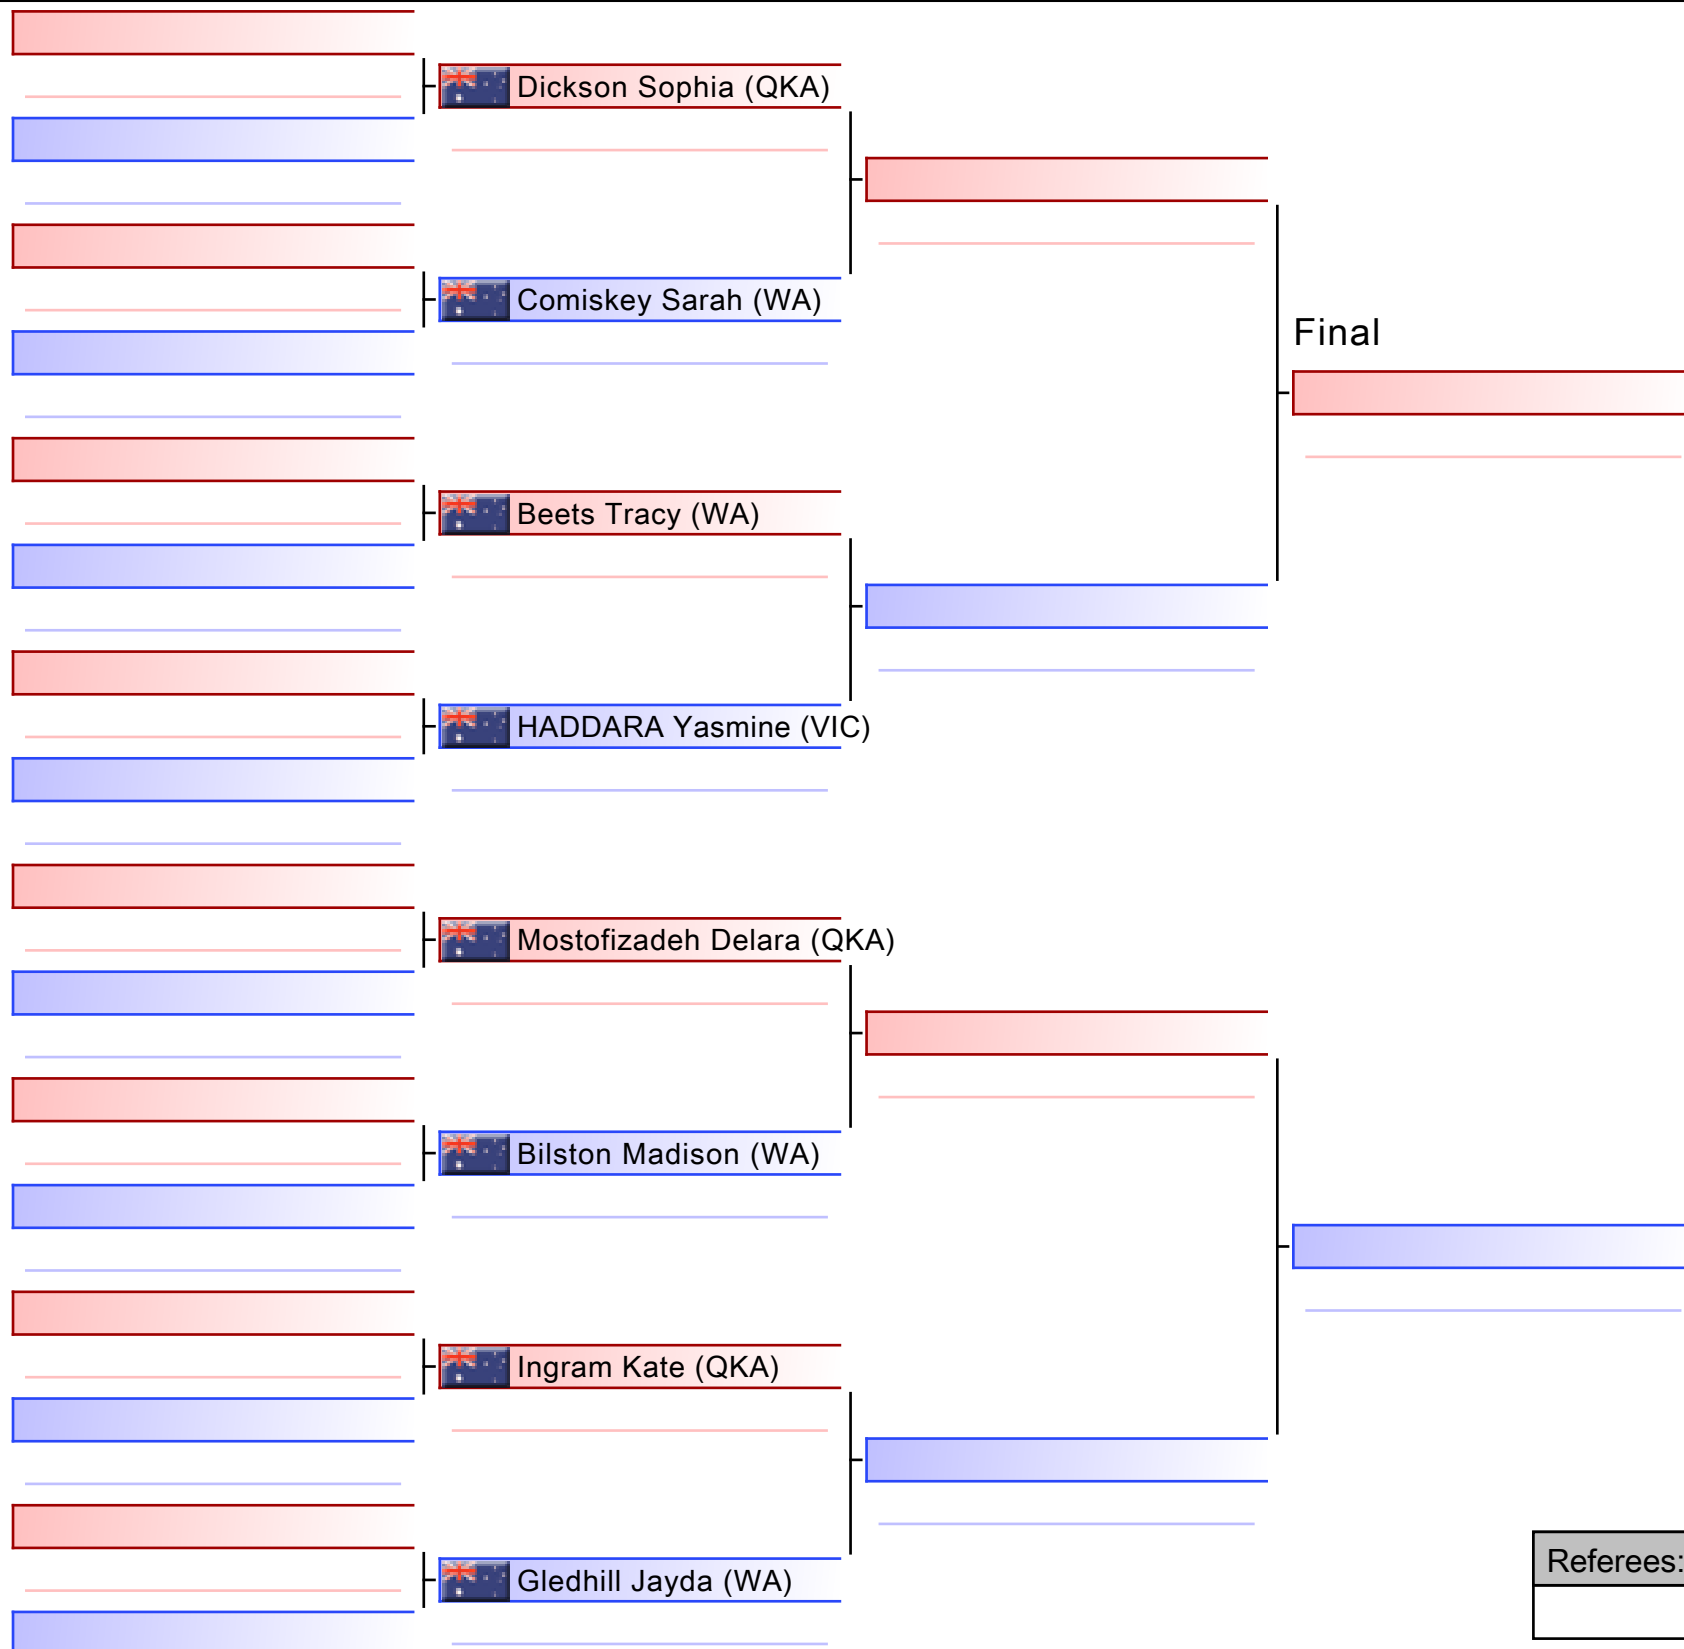 Dickson Sophia (QKA)
Comiskey Sarah (WA)
Final
Beets Tracy (WA)
HADDARA Yasmine (VIC)
Mostofizadeh Delara (QKA)
Bilston Madison (WA)
Ingram Kate (QKA)
Gledhill Jayda (WA)
Referees: